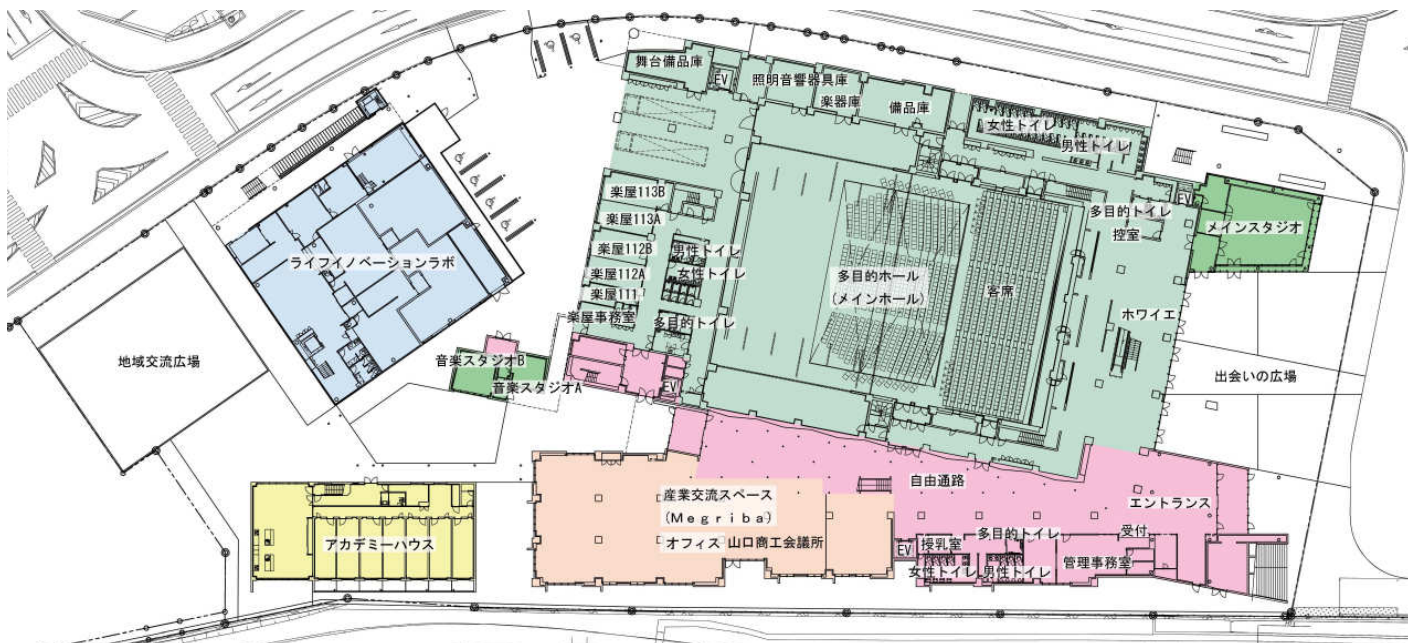 舞台備品庫
EV
照明音響器具庫
楽器庫
備品庫
女性トイレ
男性トイレ
楽屋113B
楽屋113A
楽屋112B
楽屋112A
楽屋111
楽屋事務室
男性トイレ
女性トイレ
多目的トイレ
多目的ホール
(メインホール)
客席
多目的トイレ
控室
EV
メインスタジオ
ホワイエ
出会いの広場
ライフイノベーションラボ
地域交流広場
音楽スタジオB
音楽スタジオA
EV
自由通路
エントランス
産業交流スペース
(Megriba)
オフィス 山口商工会議所
アカデミーハウス
EV
授乳室
多目的トイレ
受付
女性トイレ
男性トイレ
管理事務室